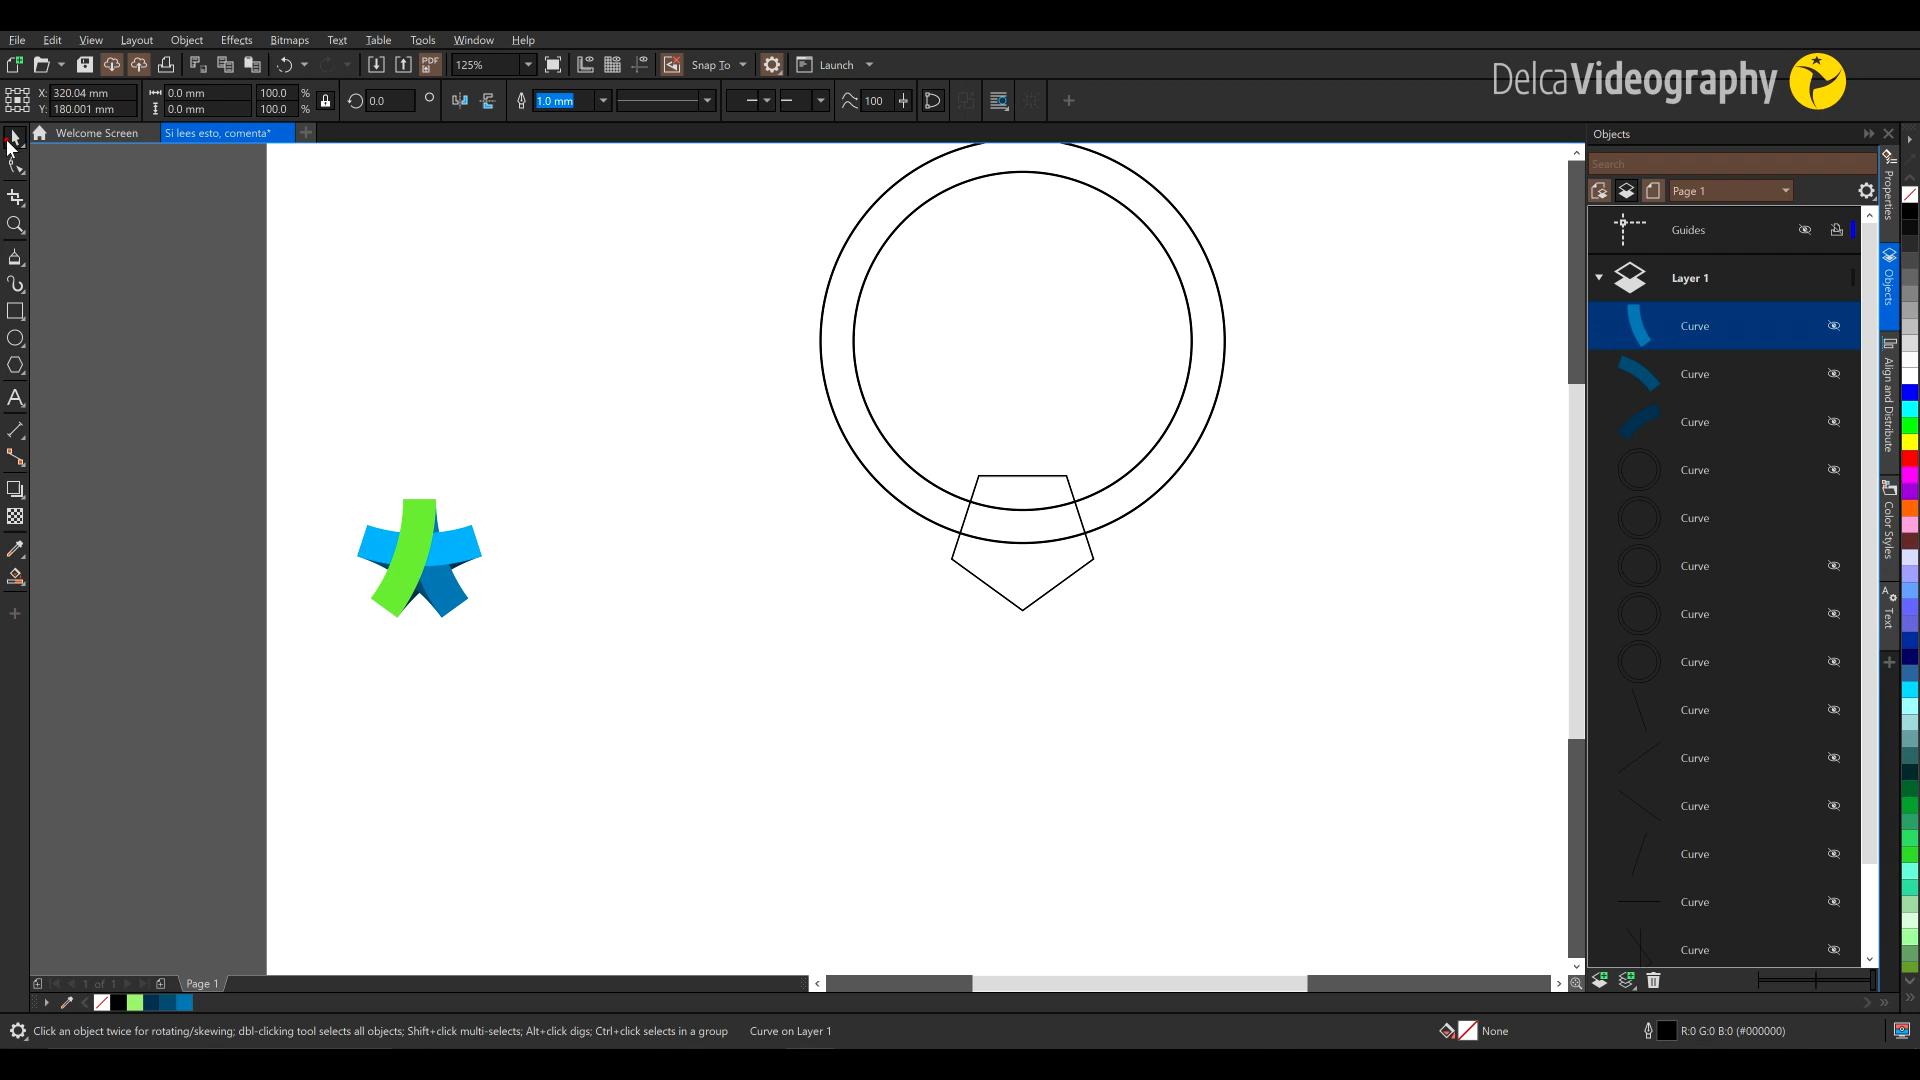 File Edit View Layout Object Effects Bitmaps Text Table Tools Window Help
125% PDF Snap To Launch
DelcaVideography
X: 320.04 mm 0.0 mm 100.0 % 0.0 1.0 mm 100
Y: 180.001 mm 0.0 mm 100.0 %
Welcome Screen Si lees esto, comenta*
Objects
Search
Page 1
Guides
Layer 1
Curve
Curve
Curve
Curve
Curve
Curve
Curve
Curve
Curve
Curve
Curve
Curve
Curve
Curve
Properties
Objects
Align and Distribute
Color Styles
Text
1 of 1 Page 1
Click an object twice for rotating/skewing; dbl-clicking tool selects all objects; Shift+click multi-selects; Alt+click digs; Ctrl+click selects in a group Curve on Layer 1 None R:0 G:0 B:0 (#000000)